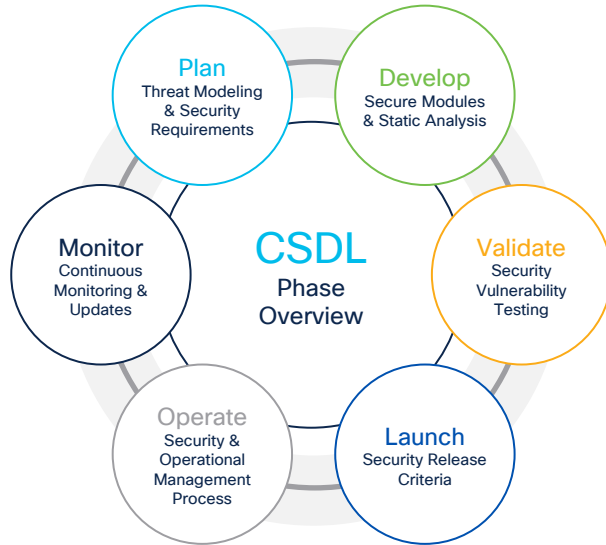 Plan
Threat Modeling
& Security
Requirements
Develop
Secure Modules
& Static Analysis
Monitor
Continuous
Monitoring &
Updates
CSDL
Phase
Overview
Validate
Security
Vulnerability
Testing
Operate
Security &
Operational
Management
Process
Launch
Security Release
Criteria